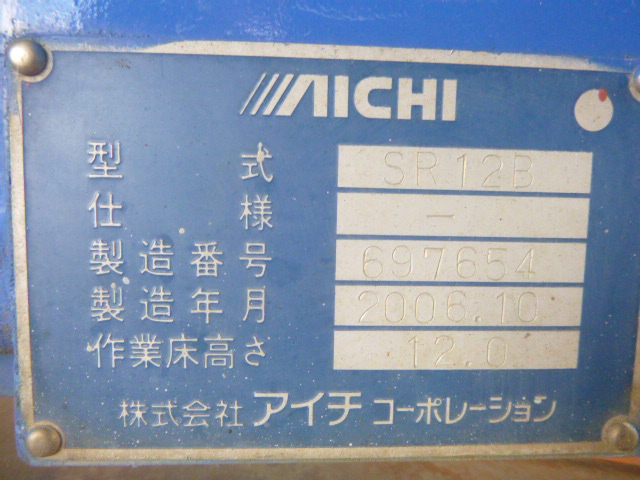 AICHI
型式 SR12B
仕様 -
製造番号 697654
製造年月 2006.10
作業床高さ 12.0
株式会社 アイチ コーポレーション